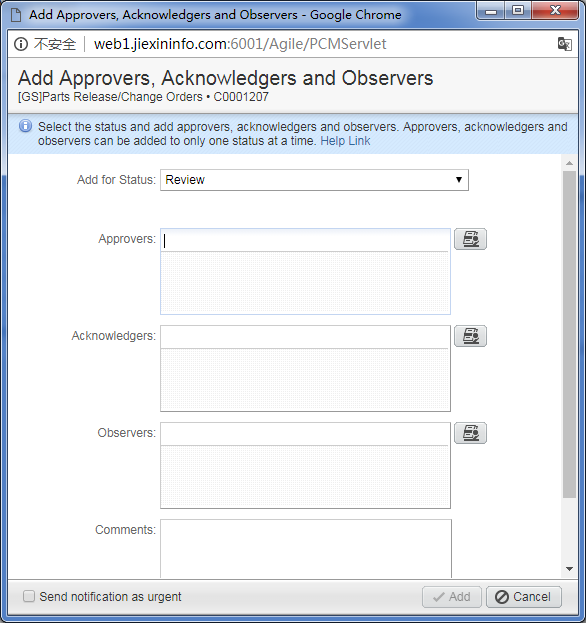 Add Approvers, Acknowledgers and Observers - Google Chrome
不安全 web1.jiexininfo.com:6001/Agile/PCMServlet
Add Approvers, Acknowledgers and Observers
[GS]Parts Release/Change Orders • C0001207
Select the status and add approvers, acknowledgers and observers. Approvers, acknowledgers and
observers can be added to only one status at a time. Help Link
Add for Status: Review
Approvers:
Acknowledgers:
Observers:
Comments:
Send notification as urgent Add Cancel